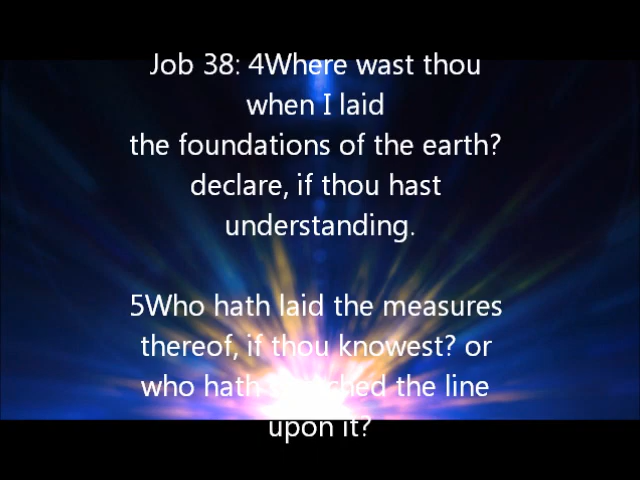 Job 38: 4Where wast thou
when I laid
the foundations of the earth?
declare, if thou hast
understanding.
5Who hath laid the measures
thereof, if thou knowest? or
who hath stretched the line
upon it?